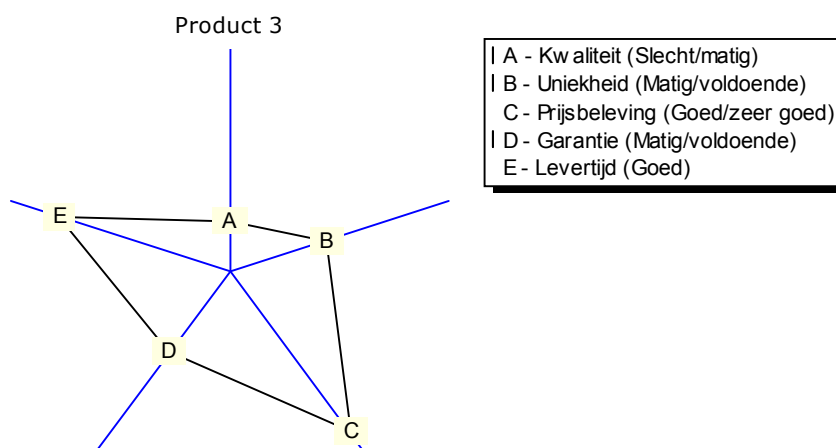 Product 3
A - Kwaliteit (Slecht/matig)
B - Uniekheid (Matig/voldoende)
C - Prijsbeleving (Goed/zeer goed)
D - Garantie (Matig/voldoende)
E - Levertijd (Goed)
E
A
B
D
C